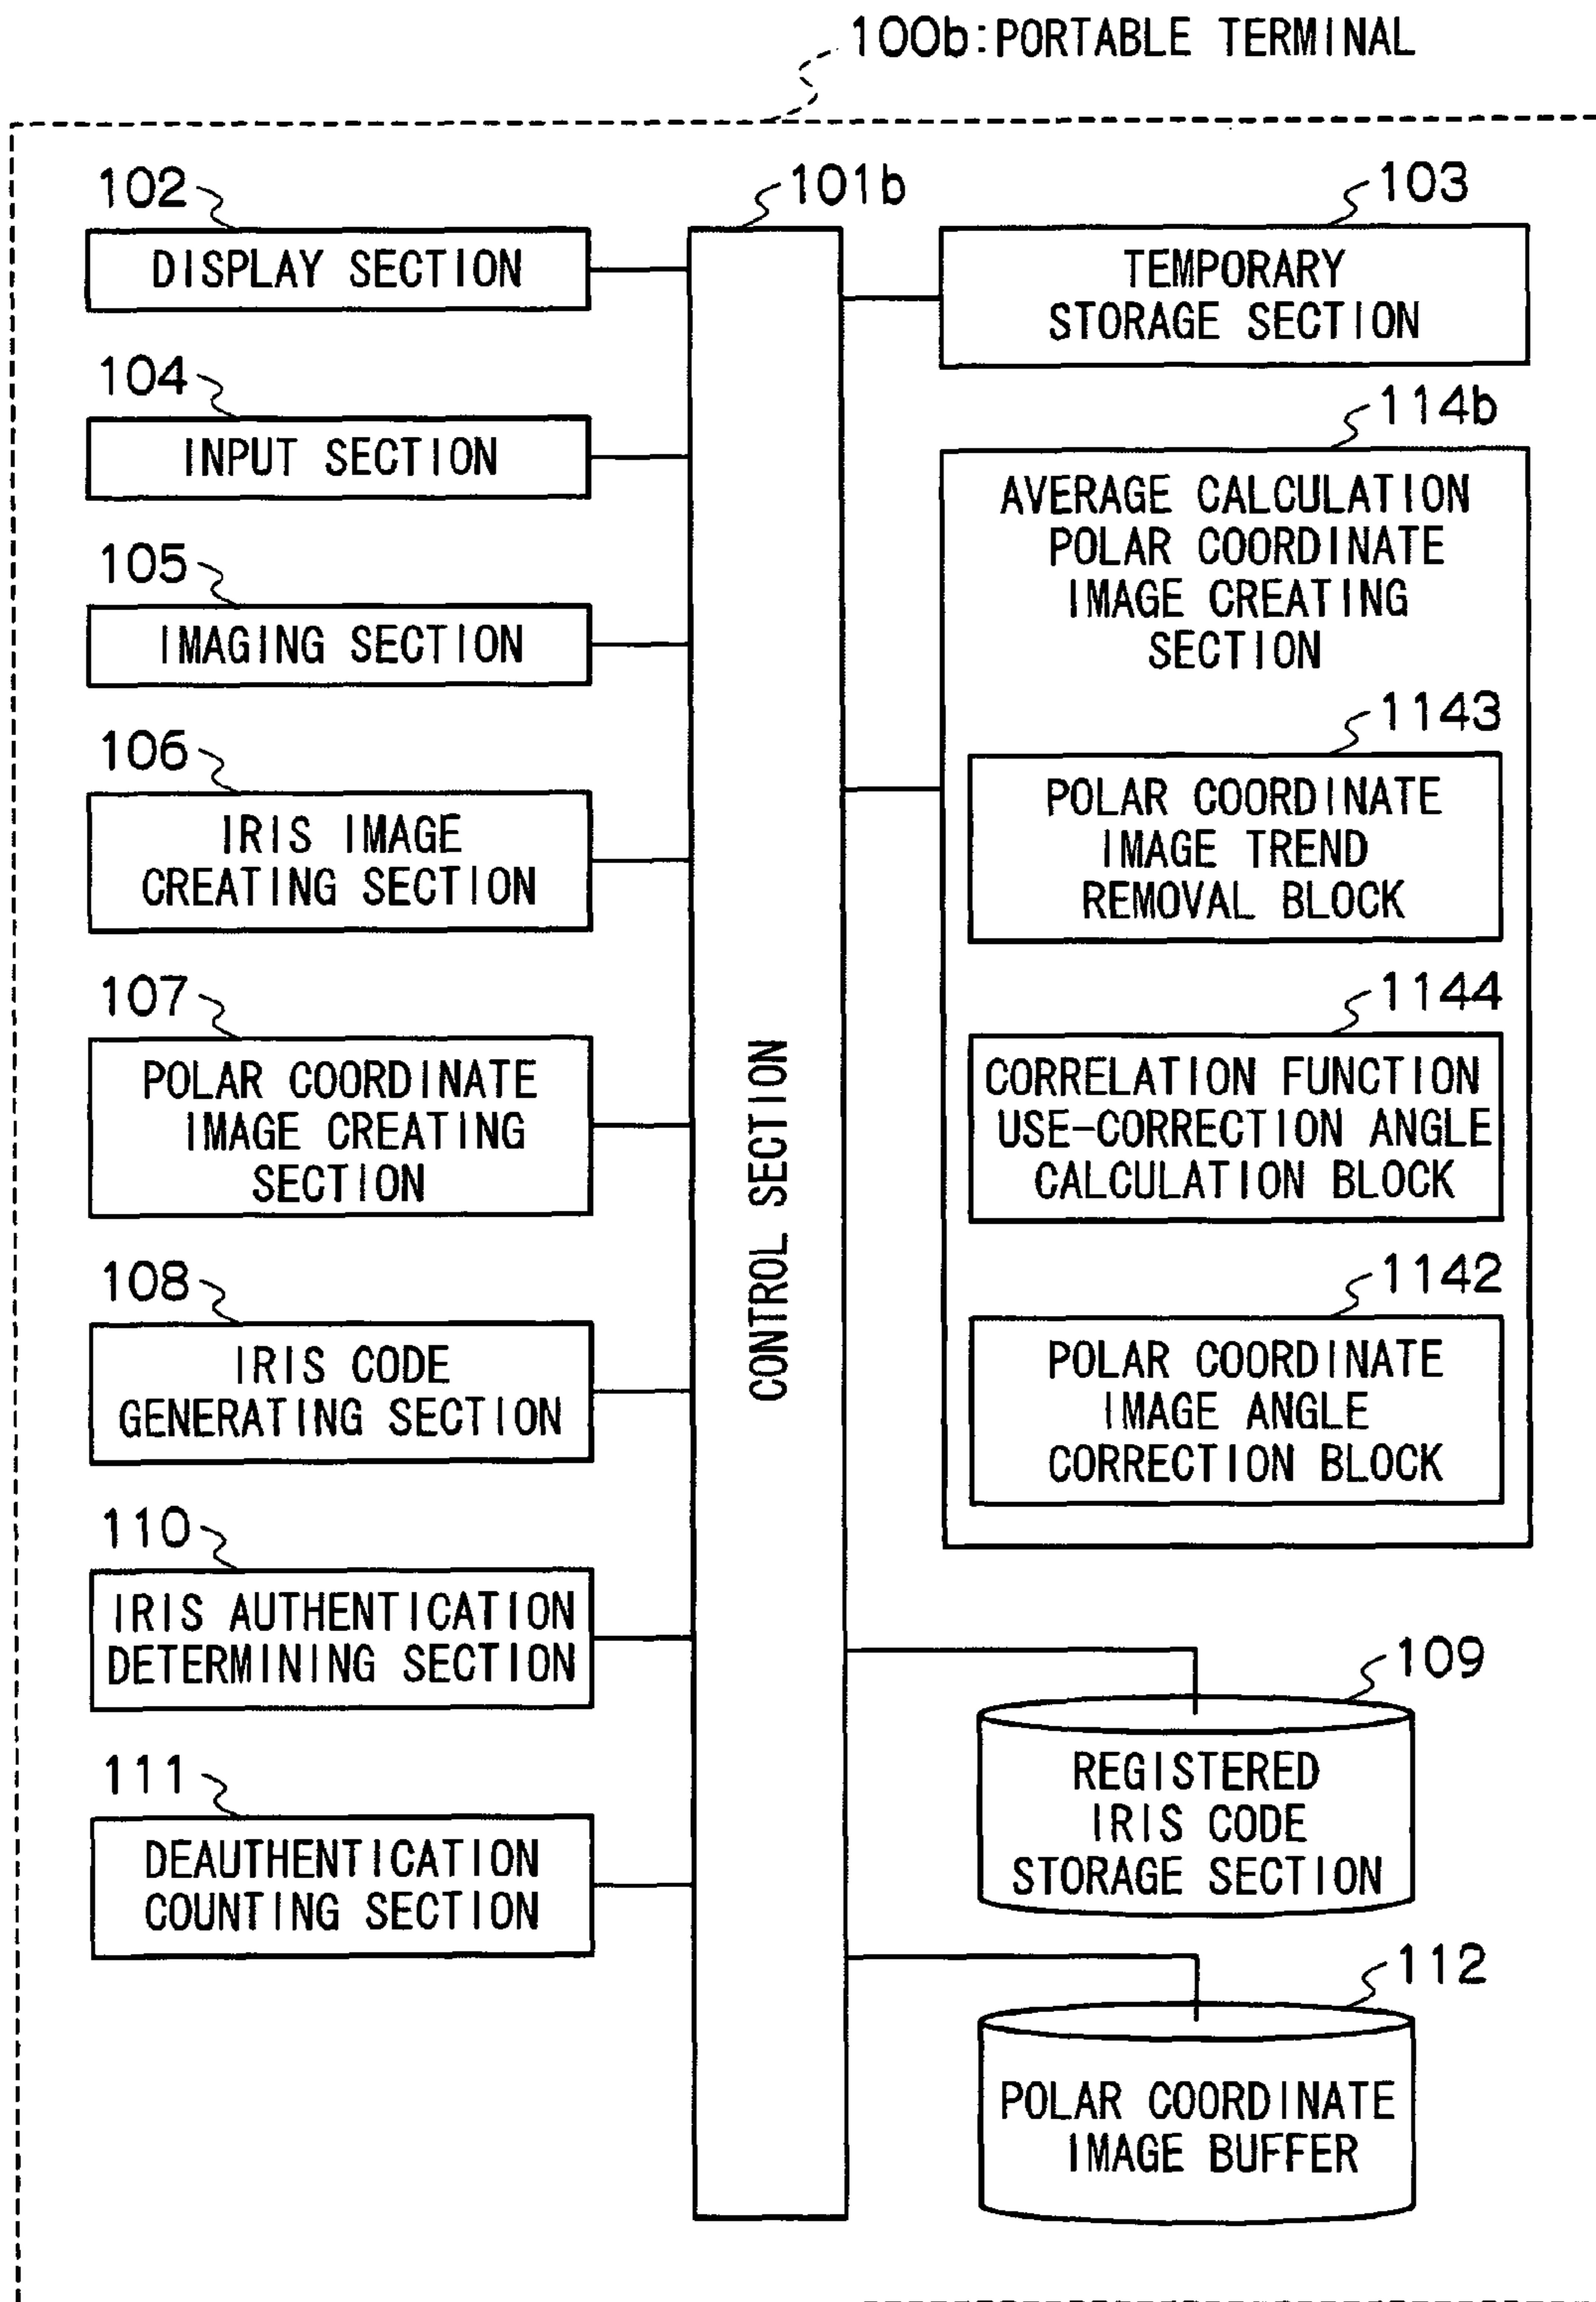 100b:PORTABLE TERMINAL
102
DISPLAY SECTION
104
INPUT SECTION
105
IMAGING SECTION
106
IRIS IMAGE
CREATING SECTION
107
POLAR COORDINATE
IMAGE CREATING
SECTION
108
IRIS CODE
GENERATING SECTION
110
IRIS AUTHENTICATION
DETERMINING SECTION
111
DEAUTHENTICATION
COUNTING SECTION
101b
CONTROL SECTION
103
TEMPORARY
STORAGE SECTION
114b
AVERAGE CALCULATION
POLAR COORDINATE
IMAGE CREATING
SECTION
1143
POLAR COORDINATE
IMAGE TREND
REMOVAL BLOCK
1144
CORRELATION FUNCTION
USE-CORRECTION ANGLE
CALCULATION BLOCK
1142
POLAR COORDINATE
IMAGE ANGLE
CORRECTION BLOCK
109
REGISTERED
IRIS CODE
STORAGE SECTION
112
POLAR COORDINATE
IMAGE BUFFER